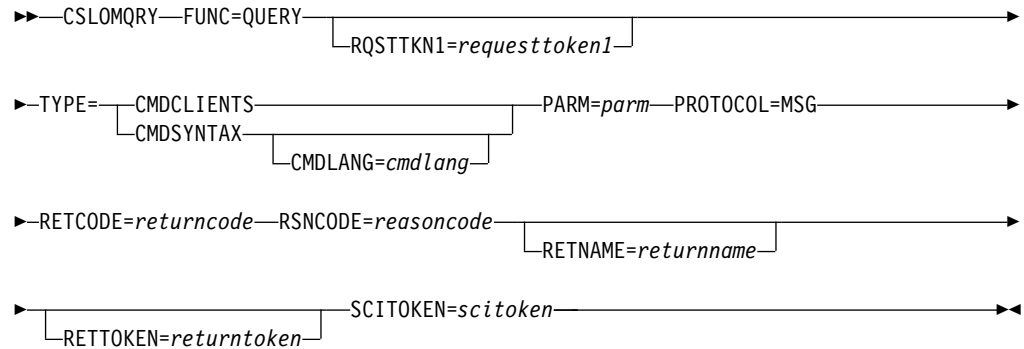 CSLOMQRY FUNC=QUERY
RQSTTKN1=requesttoken1
TYPE= CMDCLIENTS PARM=parm PROTOCOL=MSG
CMDSYNTAX
CMDLANG=cmdlang
RETCODE=returncode RSNCODE=reasoncode
RETNAME=returnname
SCITOKEN=scitoken
RETTOKEN=returntoken